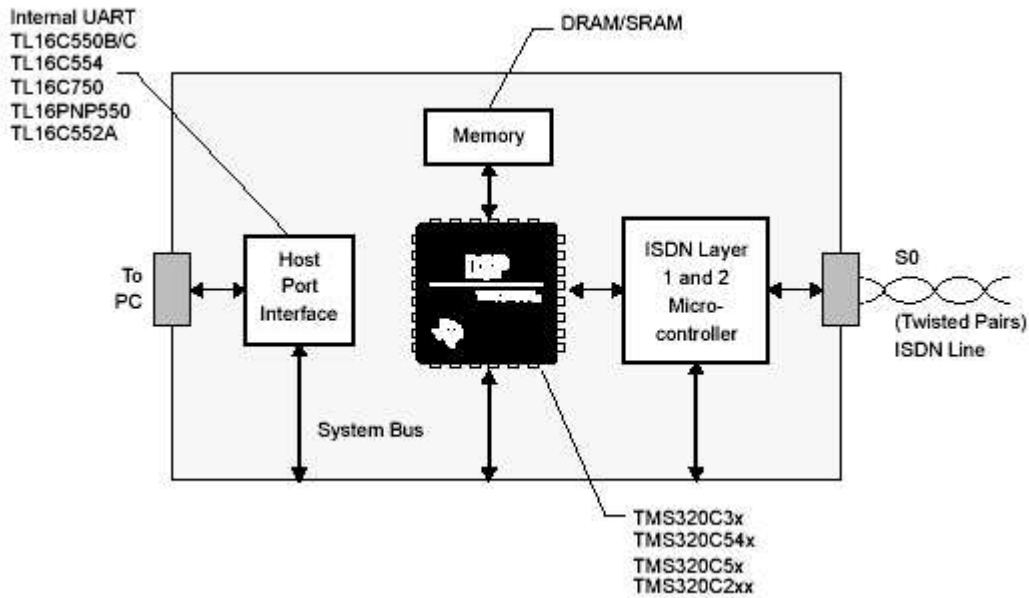 Internal UART
TL16C550B/C
TL16C554
TL16C750
TL16PNP550
TL16C552A
DRAM/SRAM
Memory
To
PC
Host
Port
Interface
DSP
ISDN Layer
1 and 2
Micro-
controller
S0
(Twisted Pairs)
ISDN Line
System Bus
TMS320C3x
TMS320C54x
TMS320C5x
TMS320C2xx